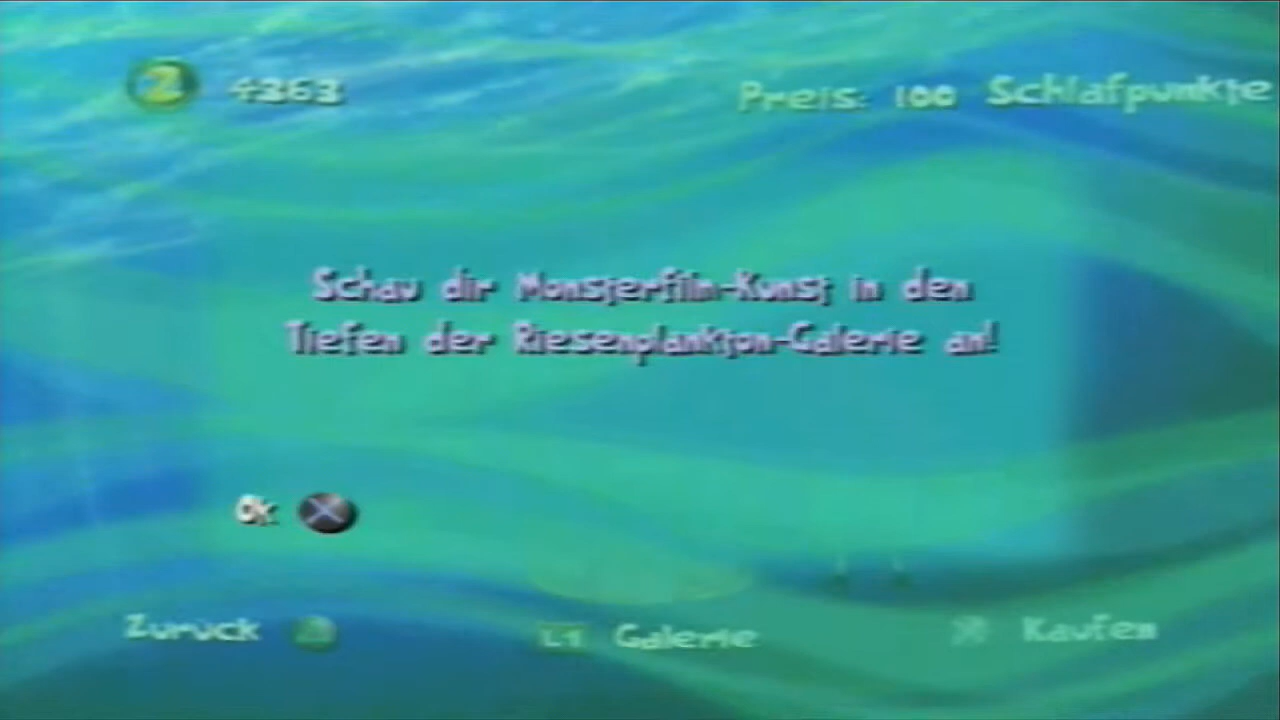 Z 4363 Preis: 100 Schlafpunkte
Schau dir Monsterfilm-Kunst in den
Tiefen der Riesenplankton-Galerie an!
Ok
Zurück L1 Galerie Kaufen